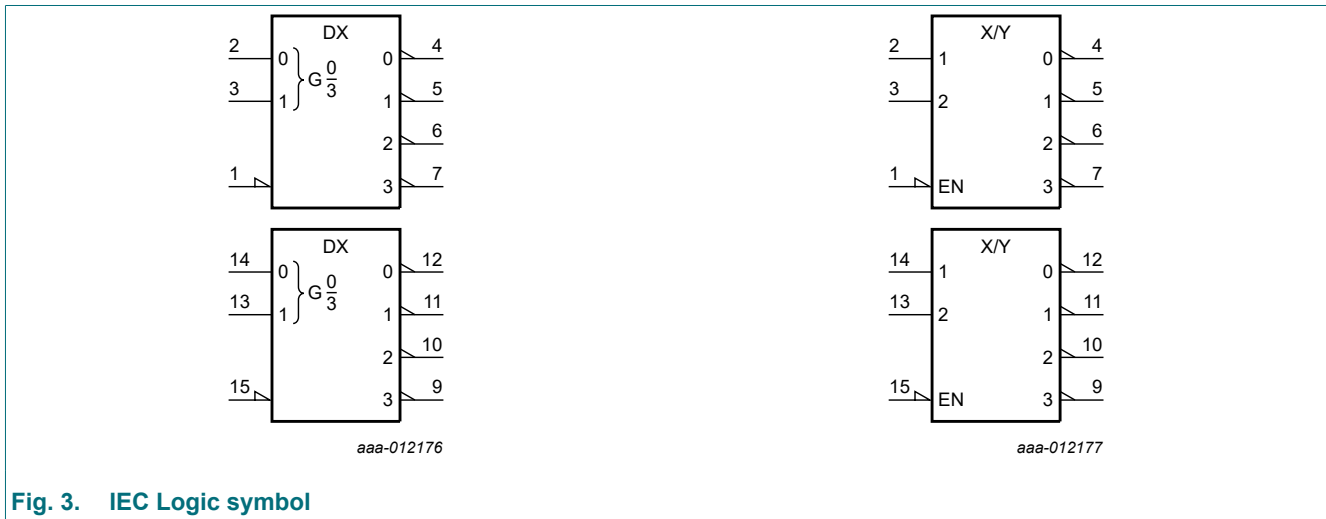 DX
2 0 0 4
G 0/3
3 1 1 5
2 6
1 3 7
DX
14 0 0 12
G 0/3
13 1 1 11
2 10
15 3 9
aaa-012176
X/Y
2 1 0 4
3 2 1 5
2 6
1 EN 3 7
X/Y
14 1 0 12
13 2 1 11
2 10
15 EN 3 9
aaa-012177
Fig. 3. IEC Logic symbol